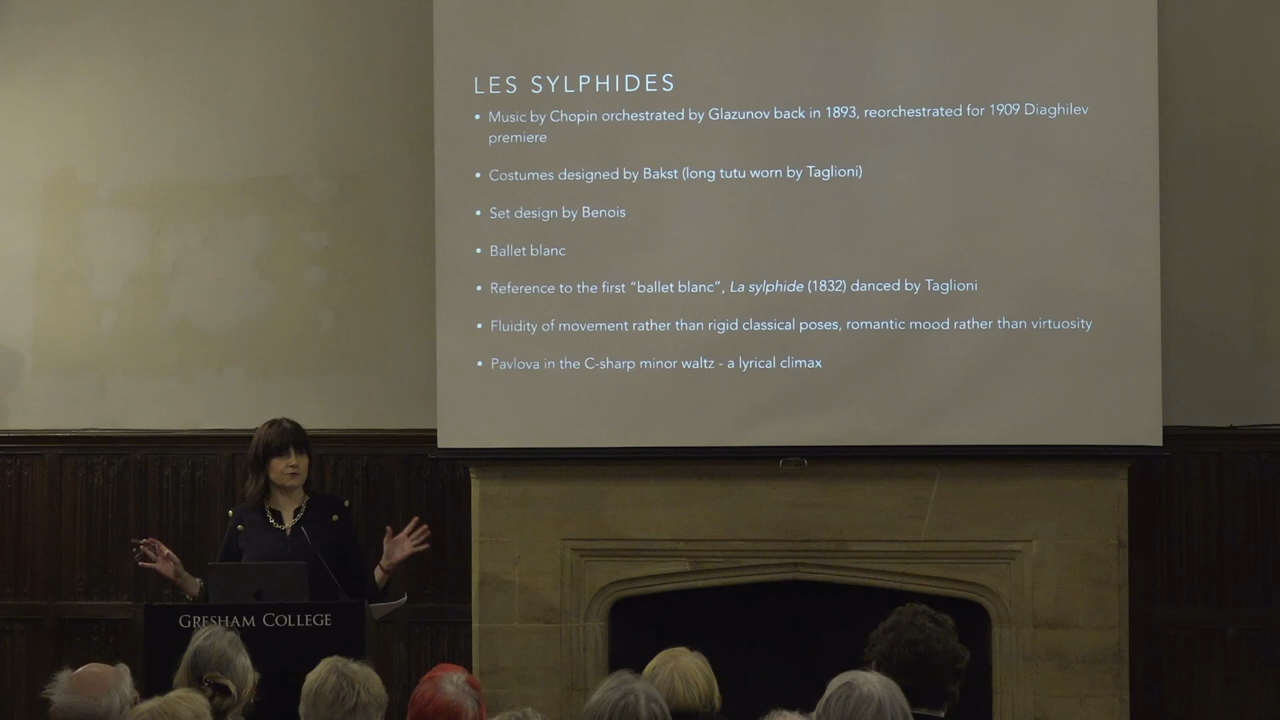 LES SYLPHIDES
• Music by Chopin orchestrated by Glazunov back in 1893, reorchestrated for 1909 Diaghilev
premiere
• Costumes designed by Bakst (long tutu worn by Taglioni)
• Set design by Benois
• Ballet blanc
• Reference to the first “ballet blanc”, La sylphide (1832) danced by Taglioni
• Fluidity of movement rather than rigid classical poses, romantic mood rather than virtuosity
• Pavlova in the C-sharp minor waltz - a lyrical climax
GRESHAM COLLEGE